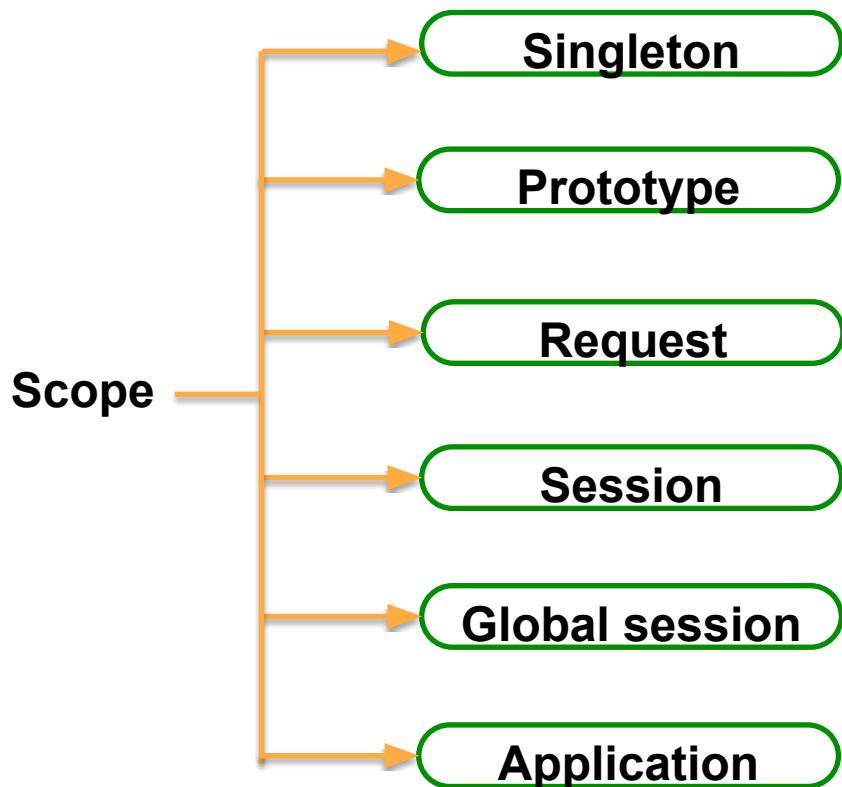 Singleton
Prototype
Request
Scope
Session
Global session
Application